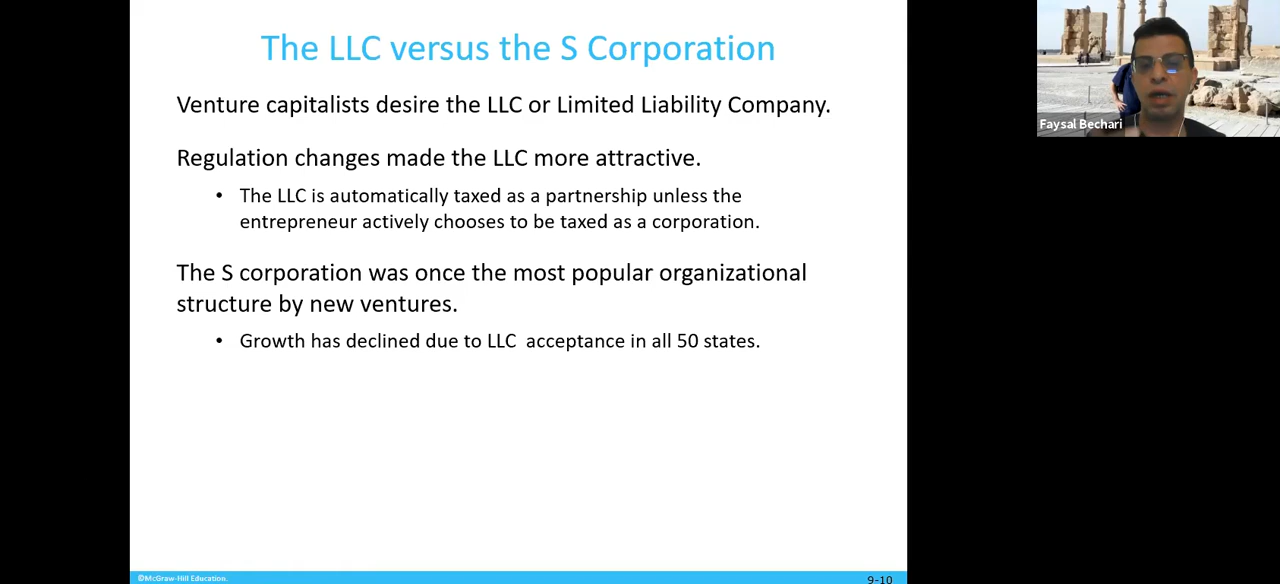 The LLC versus the S Corporation
Venture capitalists desire the LLC or Limited Liability Company.
Regulation changes made the LLC more attractive.
• The LLC is automatically taxed as a partnership unless the
entrepreneur actively chooses to be taxed as a corporation.
The S corporation was once the most popular organizational
structure by new ventures.
• Growth has declined due to LLC  acceptance in all 50 states.
©McGraw-Hill Education.
9-10
Faysal Bechari